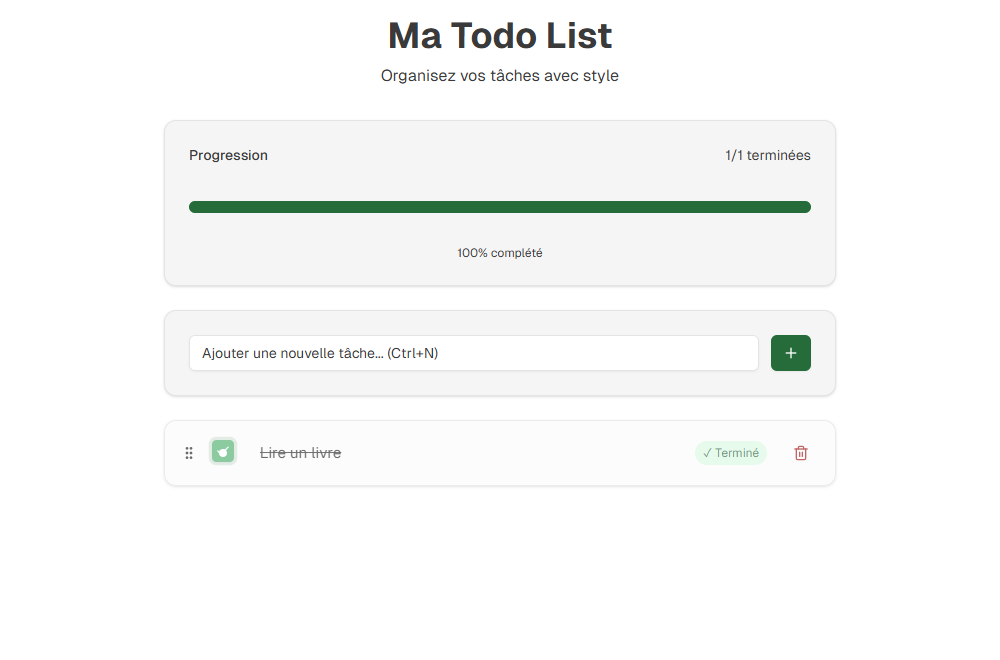 Ma Todo List
Organisez vos tâches avec style
Progression
1/1 terminées
100% complété
Ajouter une nouvelle tâche... (Ctrl+N)
+
Lire un livre
✓ Terminé